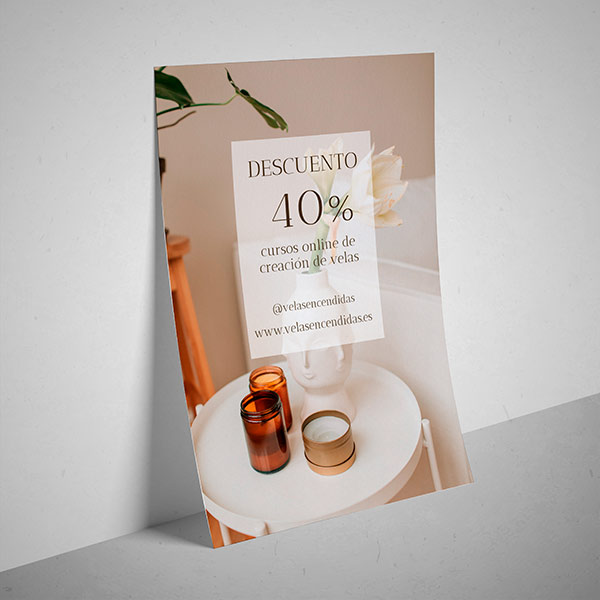 DESCUENTO
40%
cursos online de
creación de velas
@velasencendidas
www.velasencendidas.es